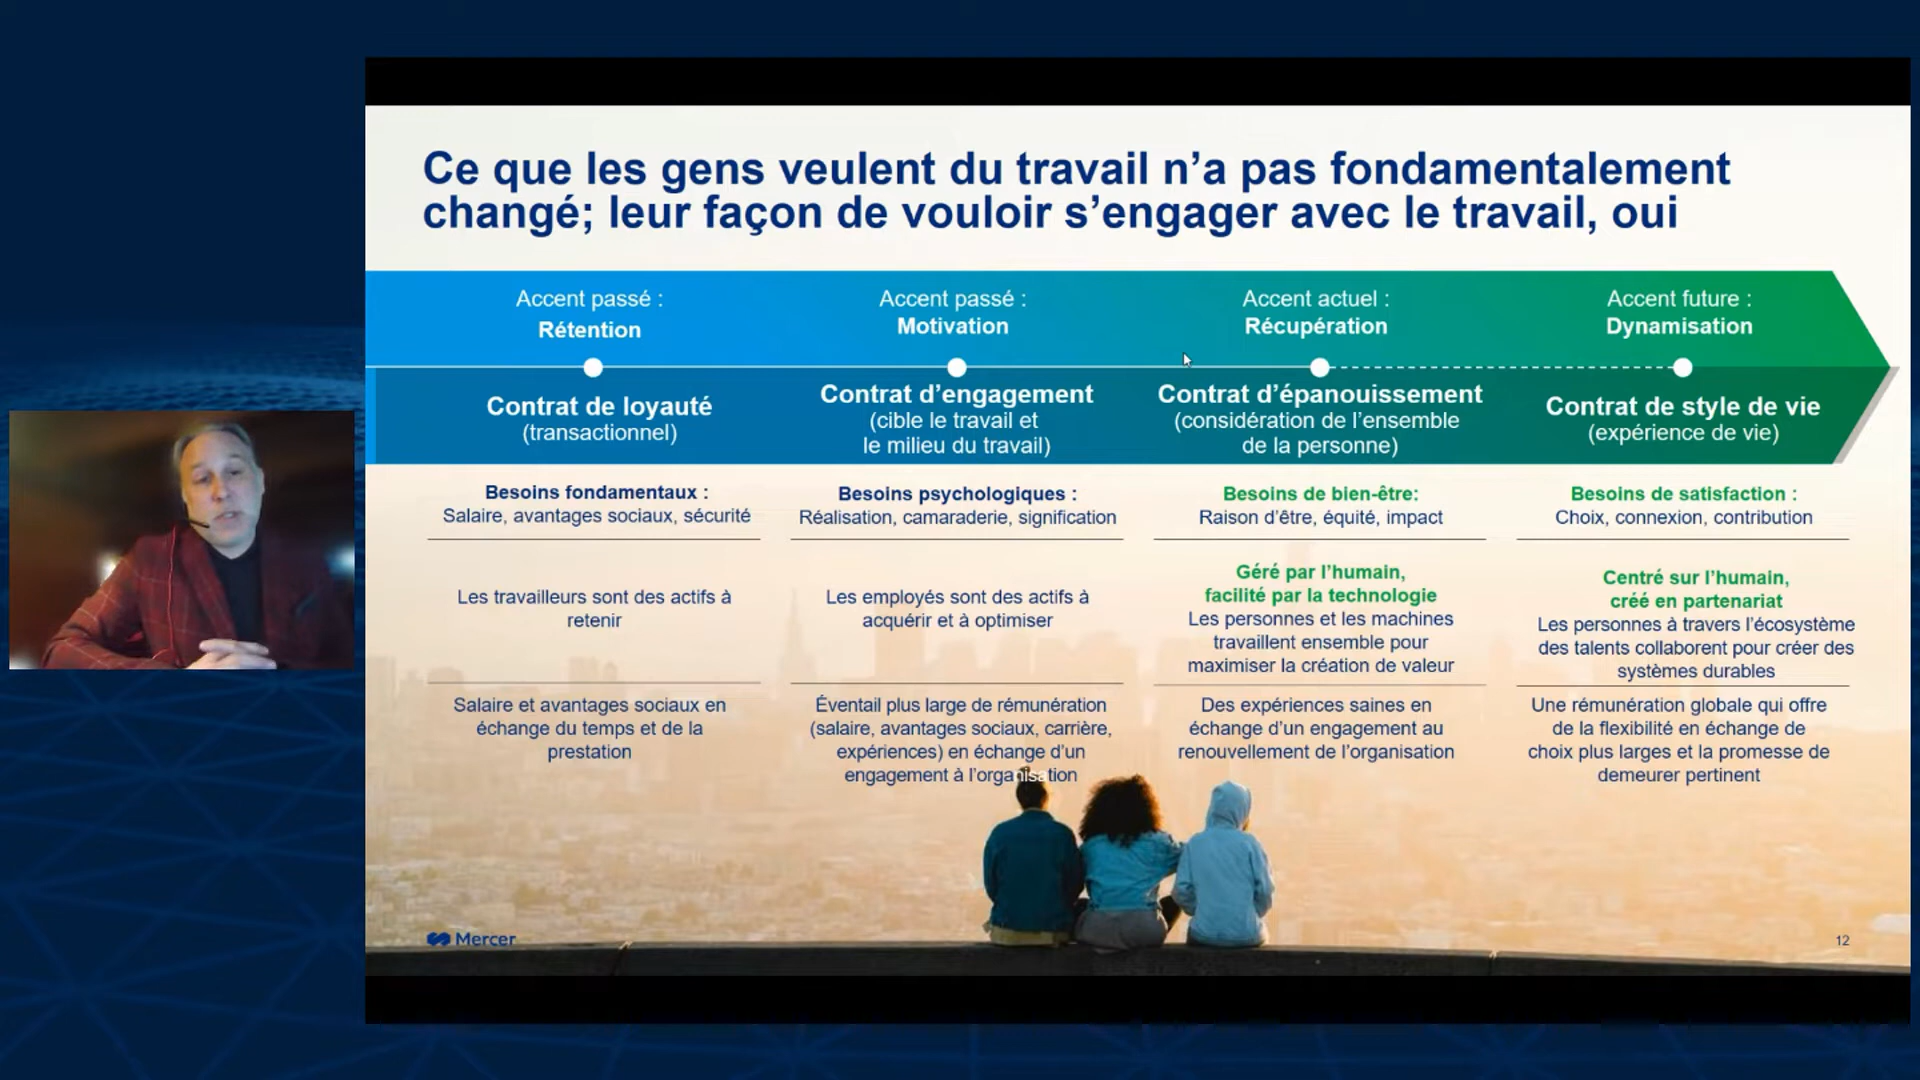 Ce que les gens veulent du travail n’a pas fondamentalement
changé; leur façon de vouloir s’engager avec le travail, oui
Accent passé :
Rétention
Contrat de loyauté
(transactionnel)
Besoins fondamentaux :
Salaire, avantages sociaux, sécurité
Les travailleurs sont des actifs à
retenir
Salaire et avantages sociaux en
échange du temps et de la
prestation
Accent passé :
Motivation
Contrat d’engagement
(cible le travail et
le milieu du travail)
Besoins psychologiques :
Réalisation, camaraderie, signification
Les employés sont des actifs à
acquérir et à optimiser
Éventail plus large de rémunération
(salaire, avantages sociaux, carrière,
expériences) en échange d’un
engagement à l’organisation
Accent actuel :
Récupération
Contrat d’épanouissement
(considération de l’ensemble
de la personne)
Besoins de bien-être:
Raison d’être, équité, impact
Géré par l’humain,
facilité par la technologie
Les personnes et les machines
travaillent ensemble pour
maximiser la création de valeur
Des expériences saines en
échange d’un engagement au
renouvellement de l’organisation
Accent future :
Dynamisation
Contrat de style de vie
(expérience de vie)
Besoins de satisfaction :
Choix, connexion, contribution
Centré sur l’humain,
créé en partenariat
Les personnes à travers l’écosystème
des talents collaborent pour créer des
systèmes durables
Une rémunération globale qui offre
de la flexibilité en échange de
choix plus larges et la promesse de
demeurer pertinent
Mercer
12